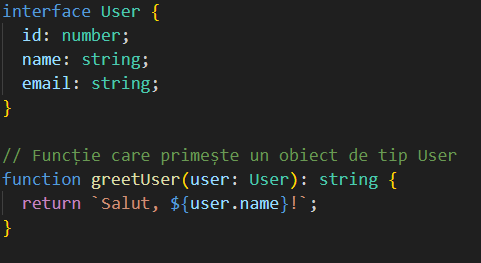 interface User {
  id: number;
  name: string;
  email: string;
}

// Funcție care primește un obiect de tip User
function greetUser(user: User): string {
  return `Salut, ${user.name}!`;
}